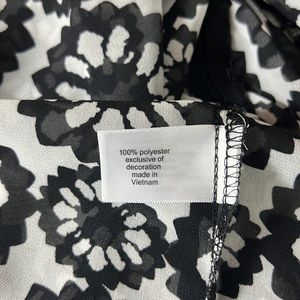 100% polyester
exclusive of
decoration
made in
Vietnam